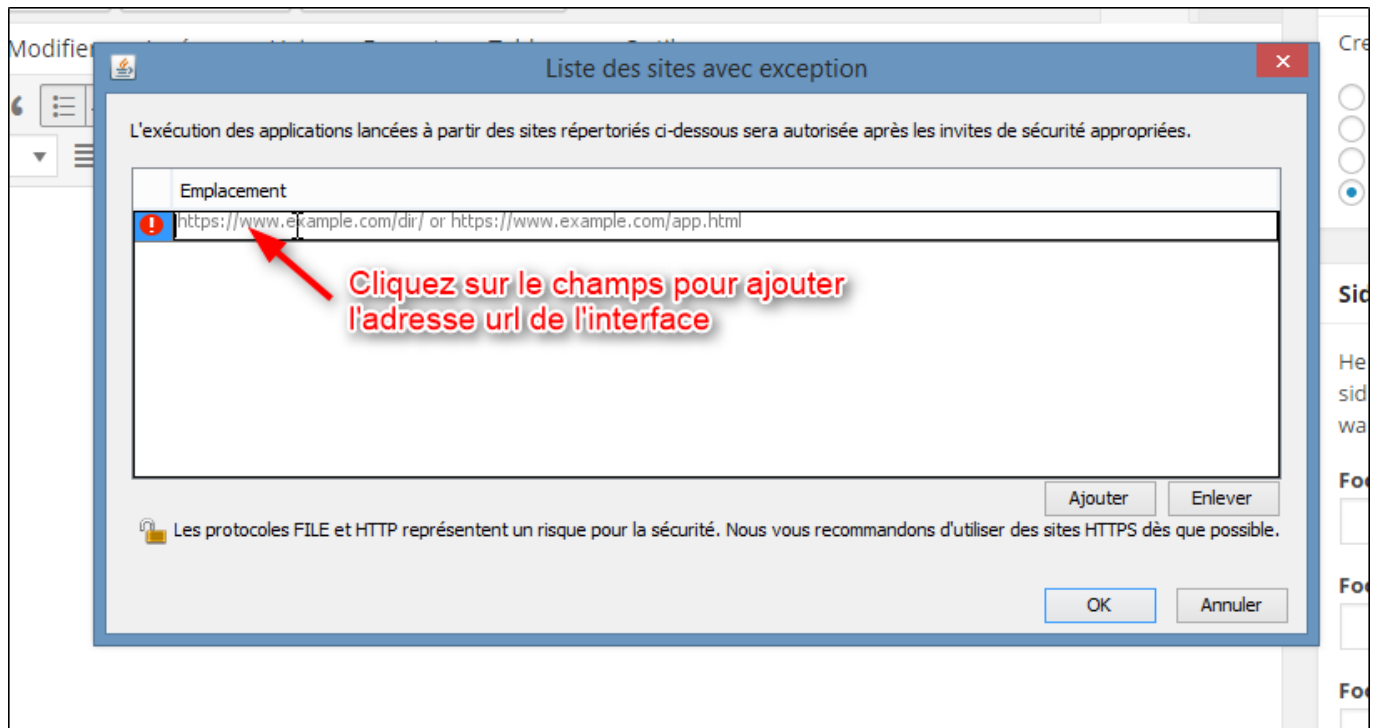 Modifier
Liste des sites avec exception
L'exécution des applications lancées à partir des sites répertoriés ci-dessous sera autorisée après les invites de sécurité appropriées.
Emplacement
https://www.example.com/dir/ or https://www.example.com/app.html
Cliquez sur le champs pour ajouter
l'adresse url de l'interface
Ajouter
Enlever
Les protocoles FILE et HTTP représentent un risque pour la sécurité. Nous vous recommandons d'utiliser des sites HTTPS dès que possible.
OK
Annuler
Cre
Sid
He
sid
wa
Foo
Foo
Foo